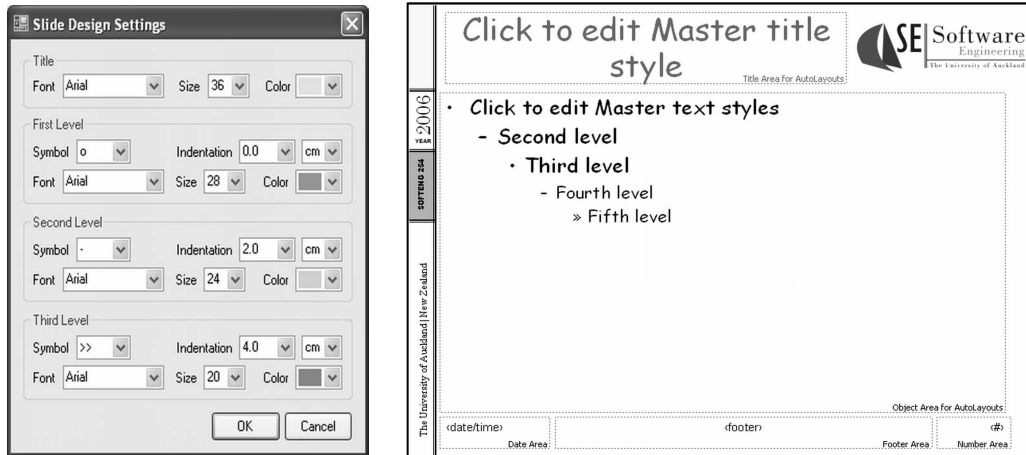 Slide Design Settings
Title
Font Arial Size 36 Color
First Level
Symbol o Indentation 0.0 cm
Font Arial Size 28 Color
Second Level
Symbol - Indentation 2.0 cm
Font Arial Size 24 Color
Third Level
Symbol >> Indentation 4.0 cm
Font Arial Size 20 Color
OK Cancel
Click to edit Master title
style
Title Area for AutoLayouts
SE Software
Engineering
The University of Auckland
YEAR 2006
SOFTENG 254
The University of Auckland | New Zealand
• Click to edit Master text styles
- Second level
• Third level
- Fourth level
» Fifth level
Object Area for AutoLayouts
‹date/time› ‹footer› ‹#›
Date Area Footer Area Number Area